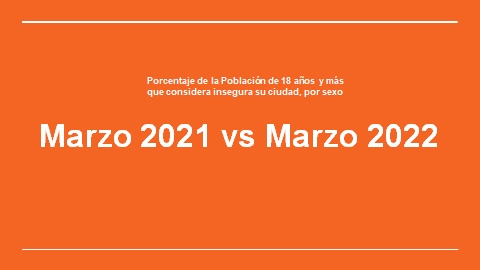 Porcentaje de la Población de 18 años y más
que considera insegura su ciudad, por sexo
Marzo 2021 vs Marzo 2022